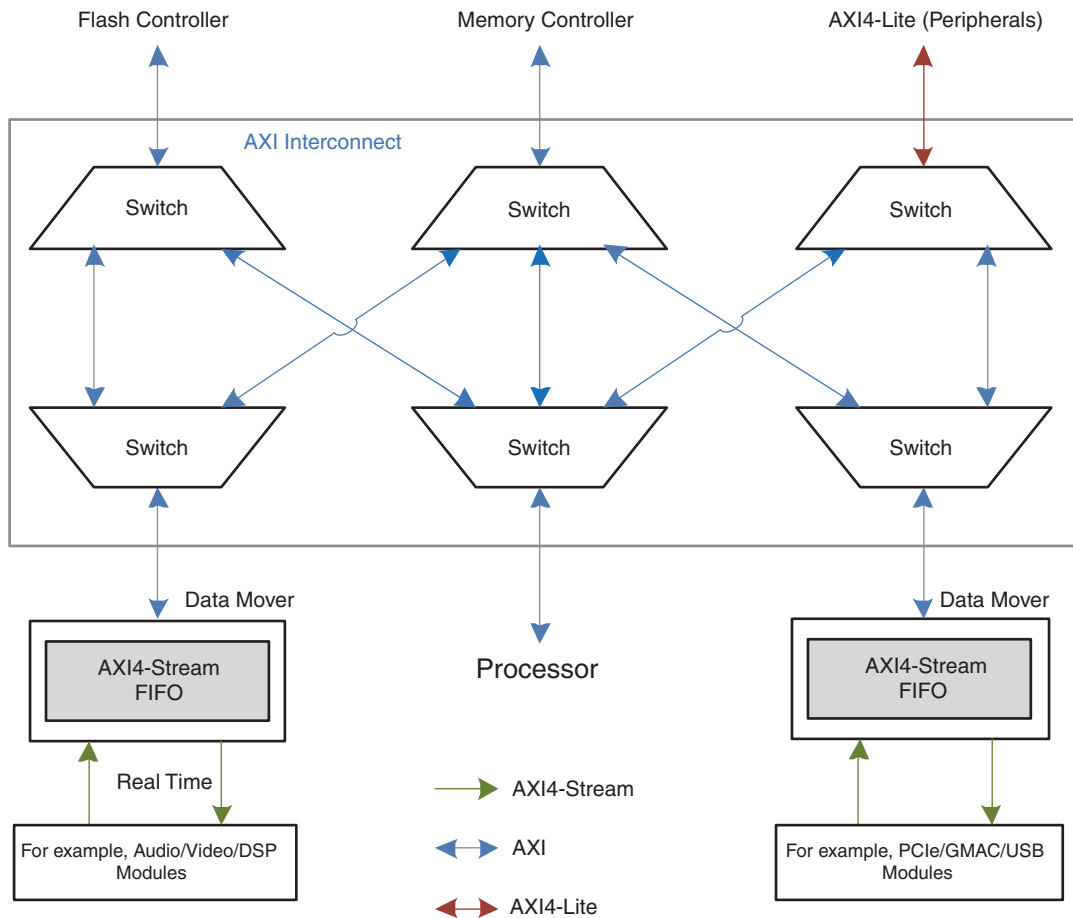 Flash Controller
Memory Controller
AXI4-Lite (Peripherals)
AXI Interconnect
Switch
Switch
Switch
Switch
Switch
Switch
Data Mover
Data Mover
AXI4-Stream
FIFO
Processor
AXI4-Stream
FIFO
Real Time
For example, Audio/Video/DSP
Modules
AXI4-Stream
AXI
AXI4-Lite
For example, PCIe/GMAC/USB
Modules